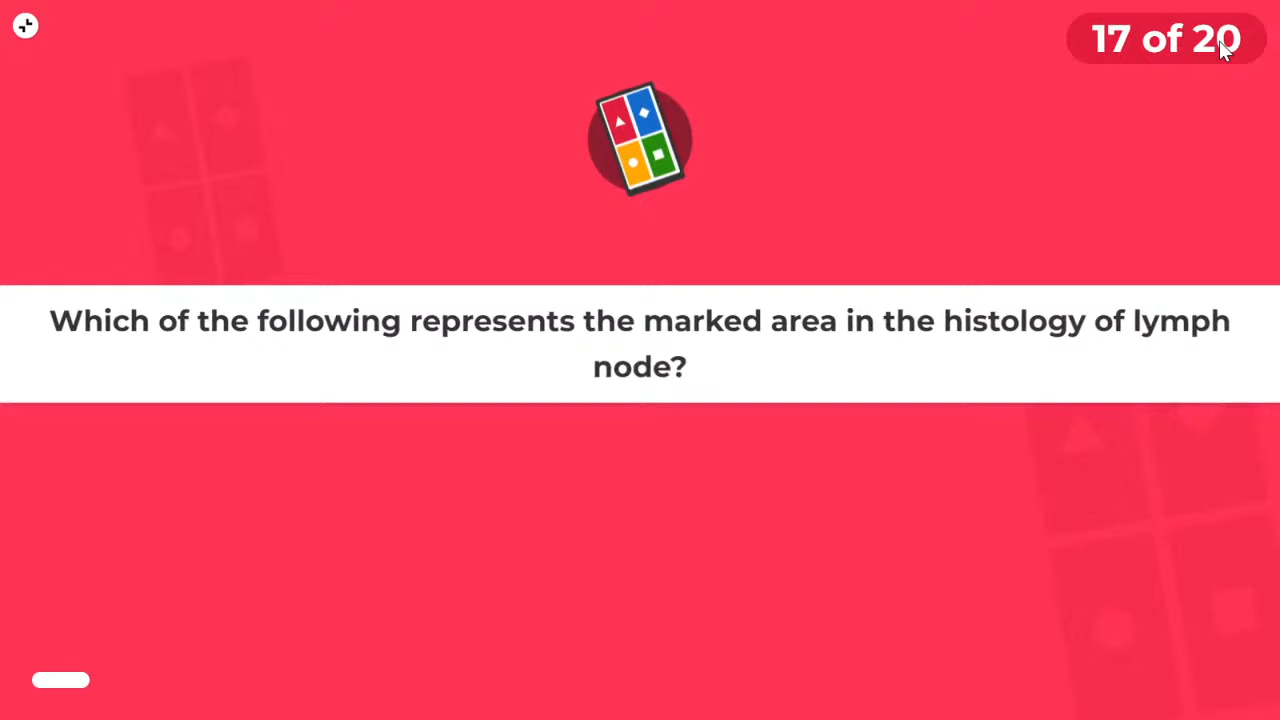 17 of 20
Which of the following represents the marked area in the histology of lymph
node?